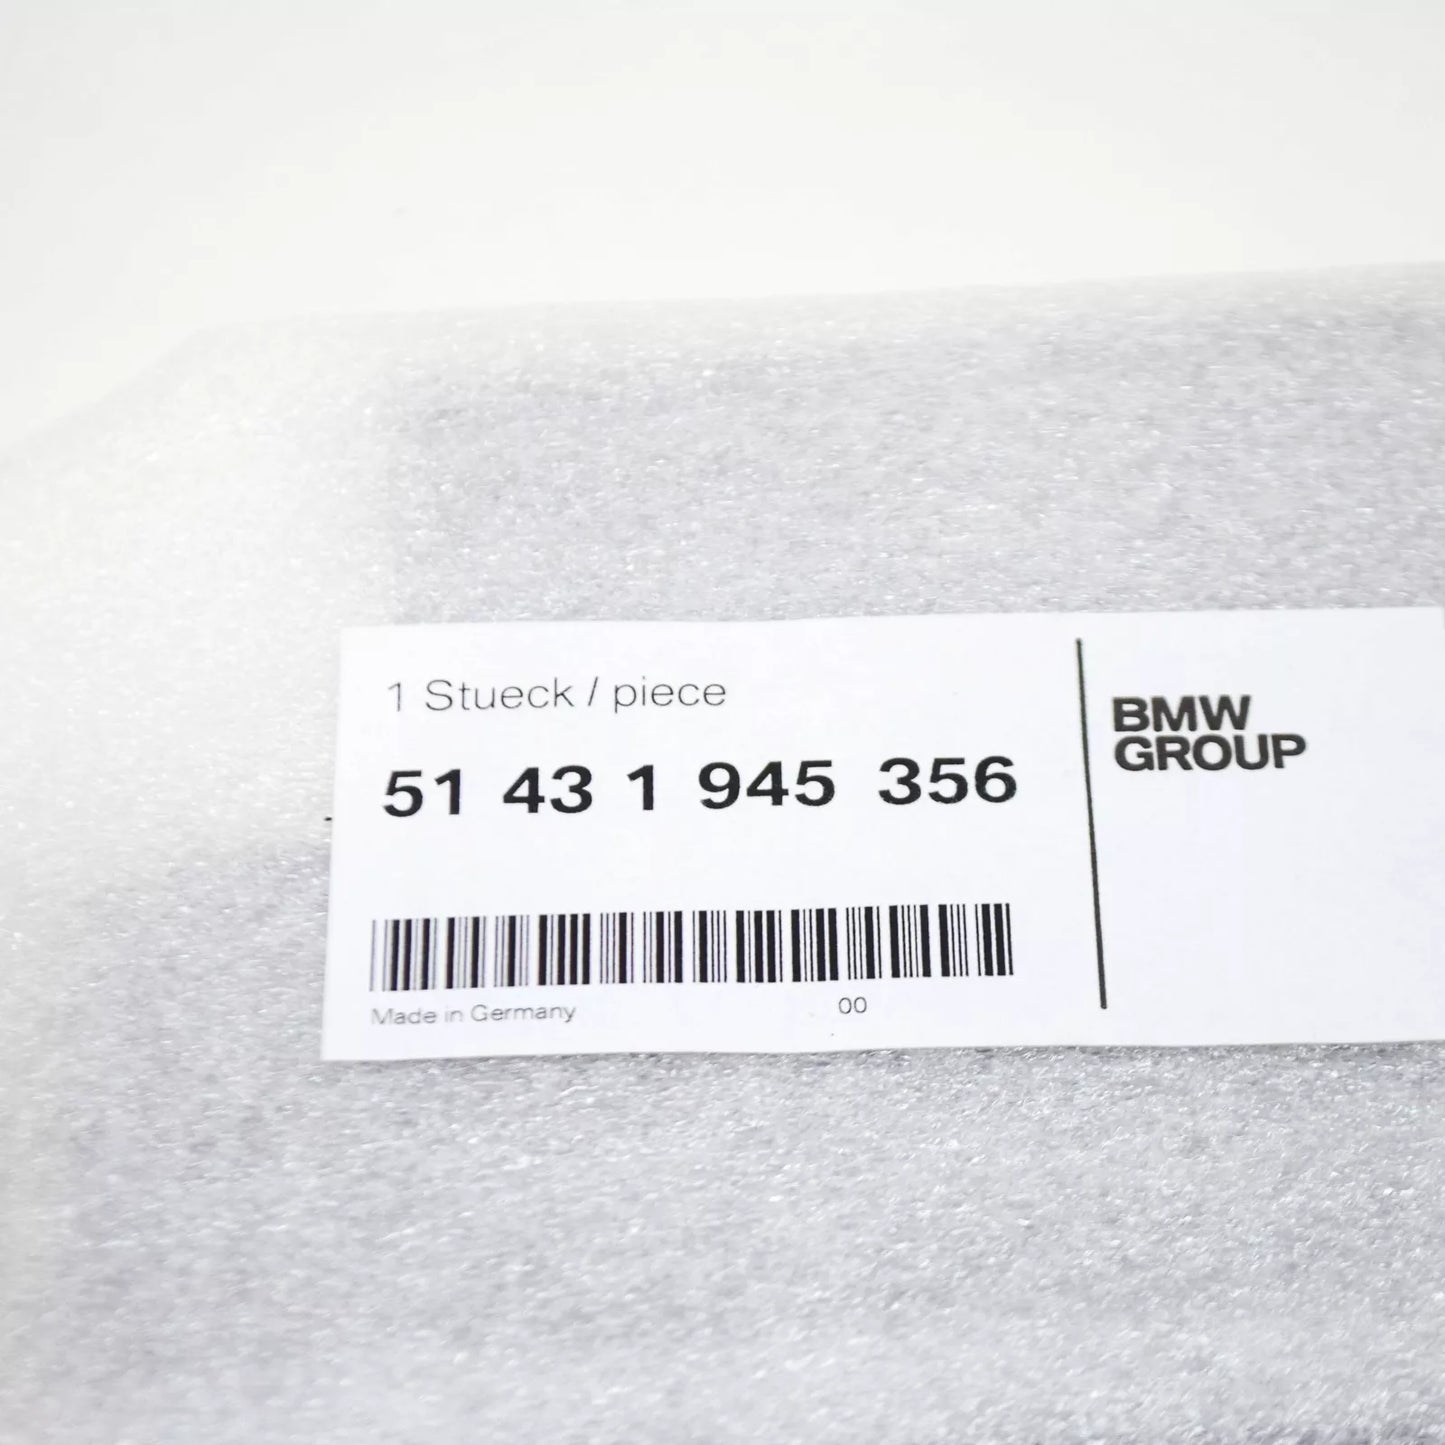 1 Stueck / piece
51 43 1 945 356
Made in Germany 00
BMW
GROUP